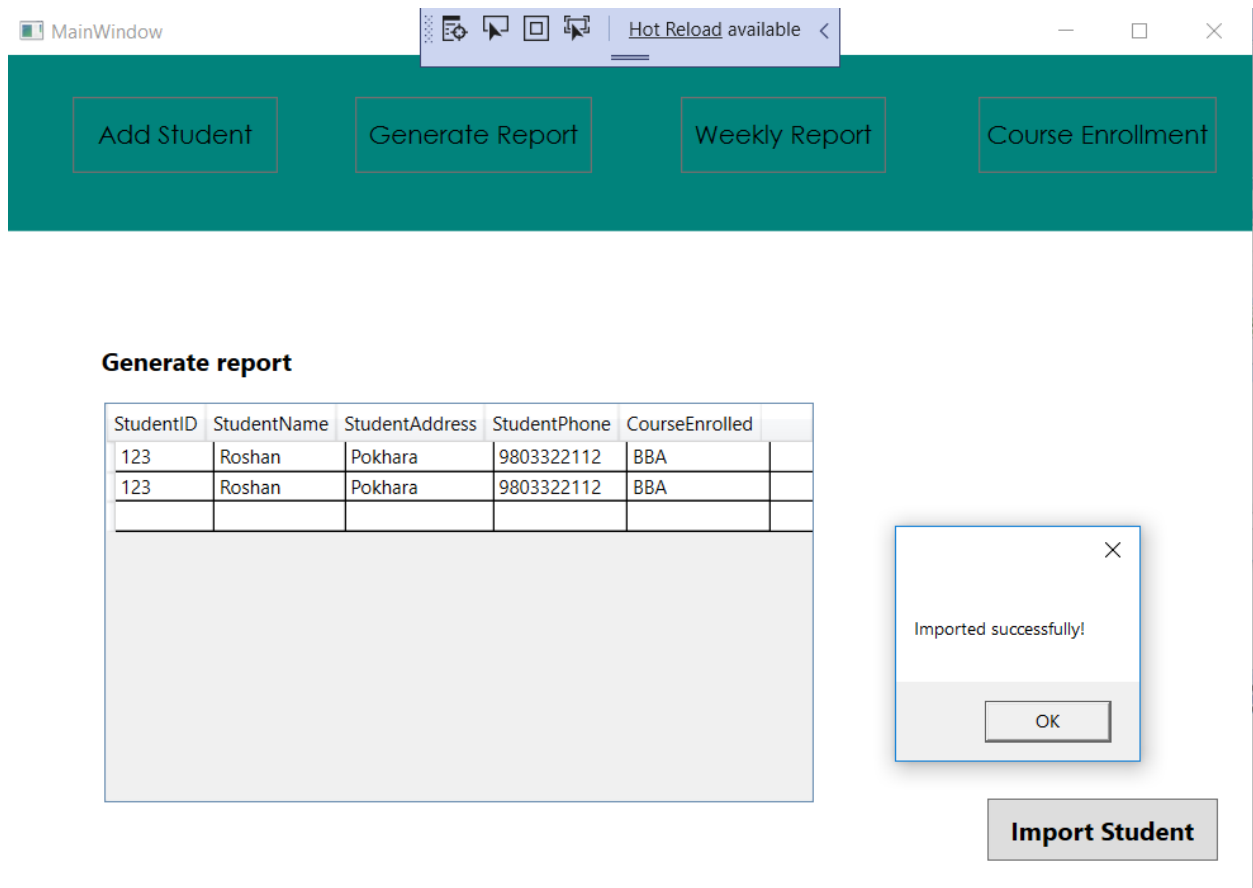 MainWindow
Hot Reload available
Add Student
Generate Report
Weekly Report
Course Enrollment
Generate report
StudentID StudentName StudentAddress StudentPhone CourseEnrolled
123 Roshan Pokhara 9803322112 BBA
123 Roshan Pokhara 9803322112 BBA
Imported successfully!
OK
Import Student